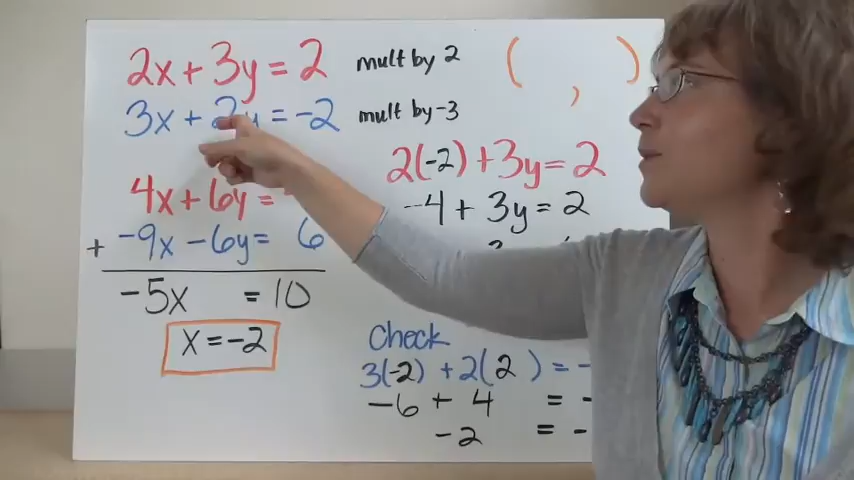 2x + 3y = 2 mult by 2 ( , )
3x + 2y = -2 mult by -3
4x + 6y =
+ -9x - 6y = 6
-5x = 10
x = -2
2(-2) + 3y = 2
-4 + 3y = 2
Check
3(-2) + 2(2) = -
-6 + 4 = -
-2 = -